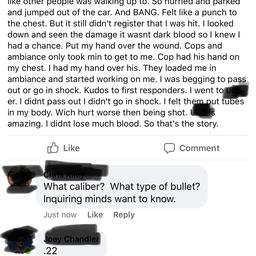 like other people was walking up to. So hurried and parked
and jumped out of the car. And BANG. Felt like a punch to
the chest. But it still didn't register that I was hit. I looked
down and seen the damage it wasnt dark blood so I knew I
had a chance. Put my hand over the wound. Cops and
ambiance only took min to get to me. Cop had his hand on
my chest. I had my hand over his. They loaded me in
ambiance and started working on me. I was begging to pass
out or go in shock. Kudos to first responders. I went to
er. I didnt pass out I didn't go in shock. I felt them put tubes
in my body. Wich hurt worse then being shot.
amazing. I didnt lose much blood. So that's the story.
Like Comment
What caliber? What type of bullet?
Inquiring minds want to know.
Just now Like Reply
Joey Chandler
.22